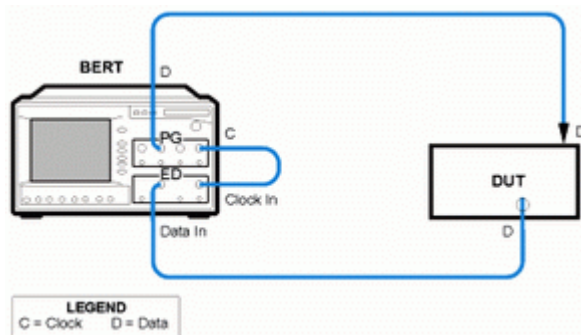 BERT
D
PG
C
D
ED
DUT
Clock In
Data In
D
LEGEND
C = Clock D = Data